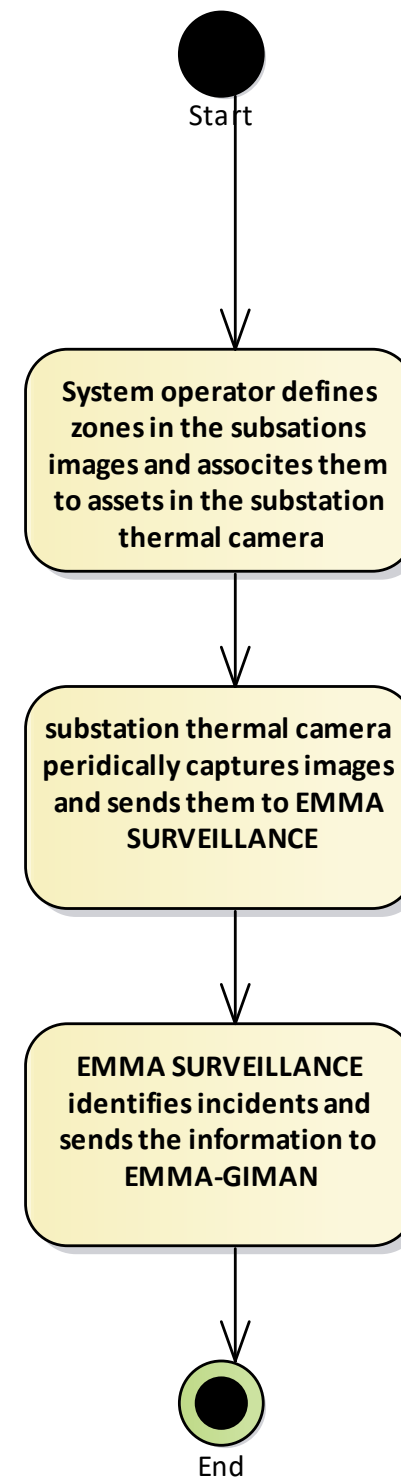 Start
System operator defines
zones in the subsations
images and assocites them
to assets in the substation
thermal camera
substation thermal camera
peridically captures images
and sends them to EMMA
SURVEILLANCE
EMMA SURVEILLANCE
identifies incidents and
sends the information to
EMMA-GIMAN
End